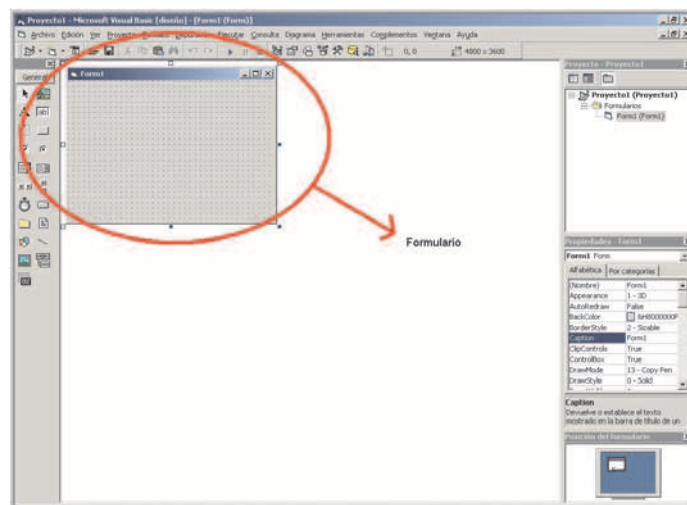 Proyecto1 - Microsoft Visual Basic [diseño] - [Form1 (Form)]
Archivo Edición Ver Proyecto Formato Depuración Ejecutar Consulta Diagrama Herramientas Complementos Ventana Ayuda
0, 0
4800 x 3600
General
Form1
Formulario
Proyecto - Proyecto1
Proyecto1 (Proyecto1)
Formularios
Form1 (Form1)
Propiedades - Form1
Form1 Form
Alfabética Por categorías
(Nombre) Form1
Appearance 1 - 3D
AutoRedraw False
BackColor &H8000000F
BorderStyle 2 - Sizable
Caption Form1
ClipControls True
ControlBox True
DrawMode 13 - Copy Pen
DrawStyle 0 - Solid
Caption
Devuelve o establece el texto
mostrado en la barra de título de un
Posición del formulario